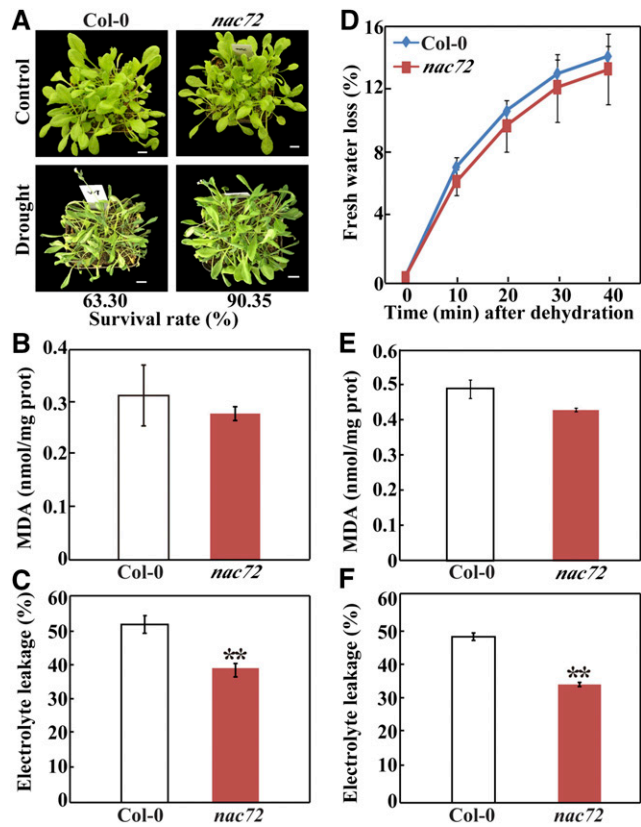 A
Col-0
nac72
Control
Drought
63.30
90.35
Survival rate (%)
D
Col-0
nac72
Fresh water loss (%)
16
12
8
4
0
0
10
20
30
40
Time (min) after dehydration
B
MDA (nmol/mg prot)
0.4
0.3
0.2
0.1
0
Col-0
nac72
E
MDA (nmol/mg prot)
0.6
0.5
0.4
0.3
0.2
0.1
0
Col-0
nac72
C
Electrolyte leakage (%)
60
50
40
30
20
10
0
**
Col-0
nac72
F
Electrolyte leakage (%)
60
50
40
30
20
10
0
**
Col-0
nac72